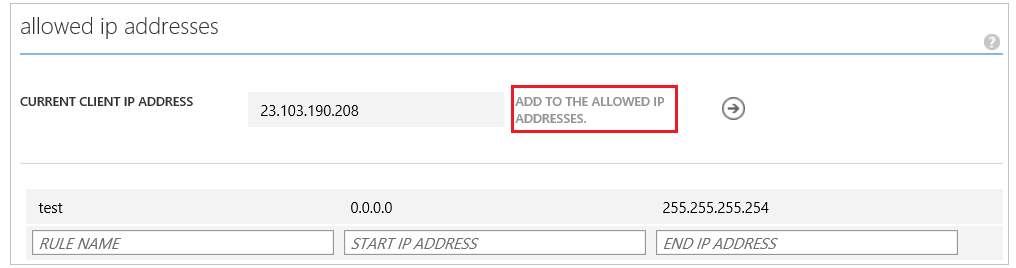 allowed ip addresses
?
CURRENT CLIENT IP ADDRESS
23.103.190.208
ADD TO THE ALLOWED IP
ADDRESSES.
test 0.0.0.0 255.255.255.254
RULE NAME START IP ADDRESS END IP ADDRESS